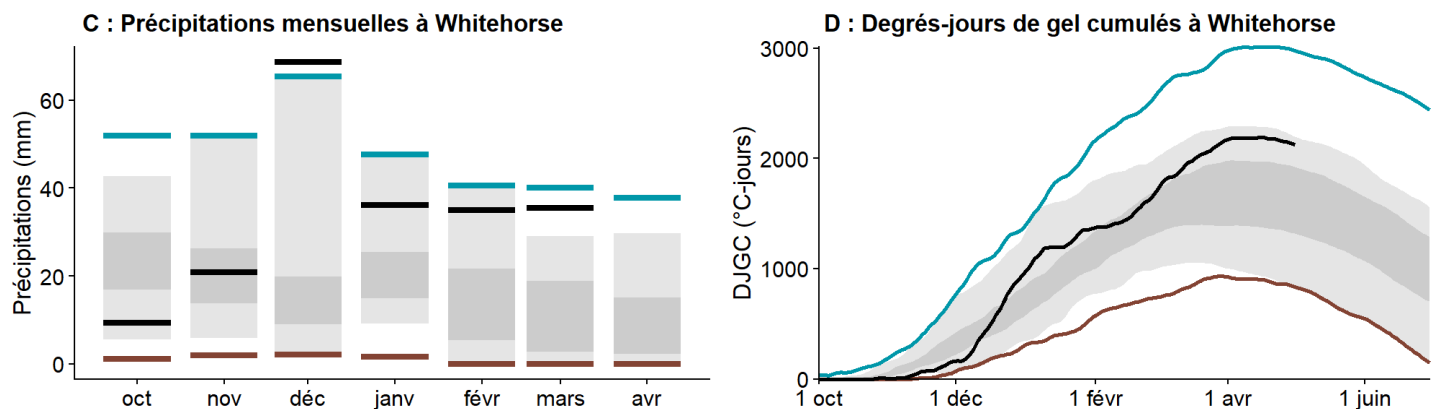 C : Précipitations mensuelles à Whitehorse
Précipitations (mm)
60
40
20
0
oct nov déc janv févr mars avr
D : Degrés-jours de gel cumulés à Whitehorse
DJGC (°C-jours)
3000
2000
1000
0
1 oct 1 déc 1 févr 1 avr 1 juin